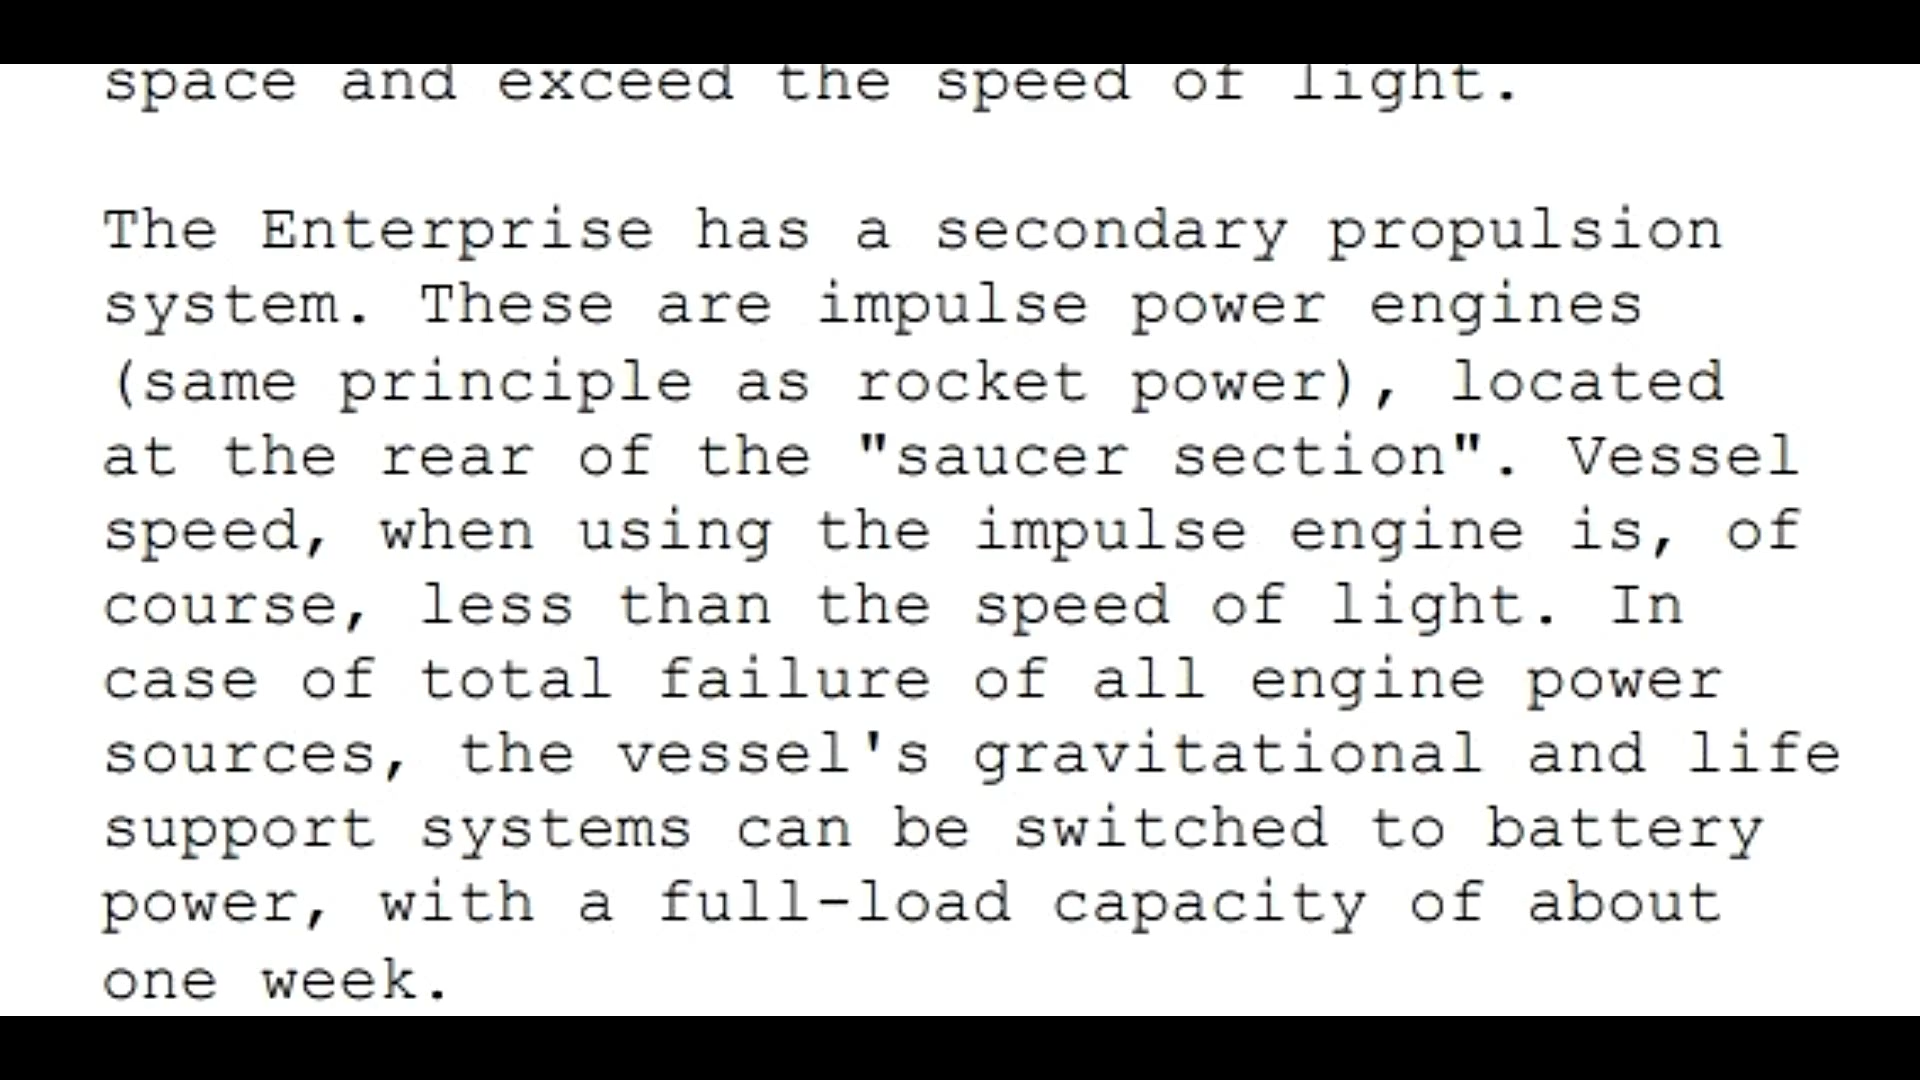 space and exceed the speed of light.
The Enterprise has a secondary propulsion
system. These are impulse power engines
(same principle as rocket power), located
at the rear of the "saucer section". Vessel
speed, when using the impulse engine is, of
course, less than the speed of light. In
case of total failure of all engine power
sources, the vessel's gravitational and life
support systems can be switched to battery
power, with a full-load capacity of about
one week.